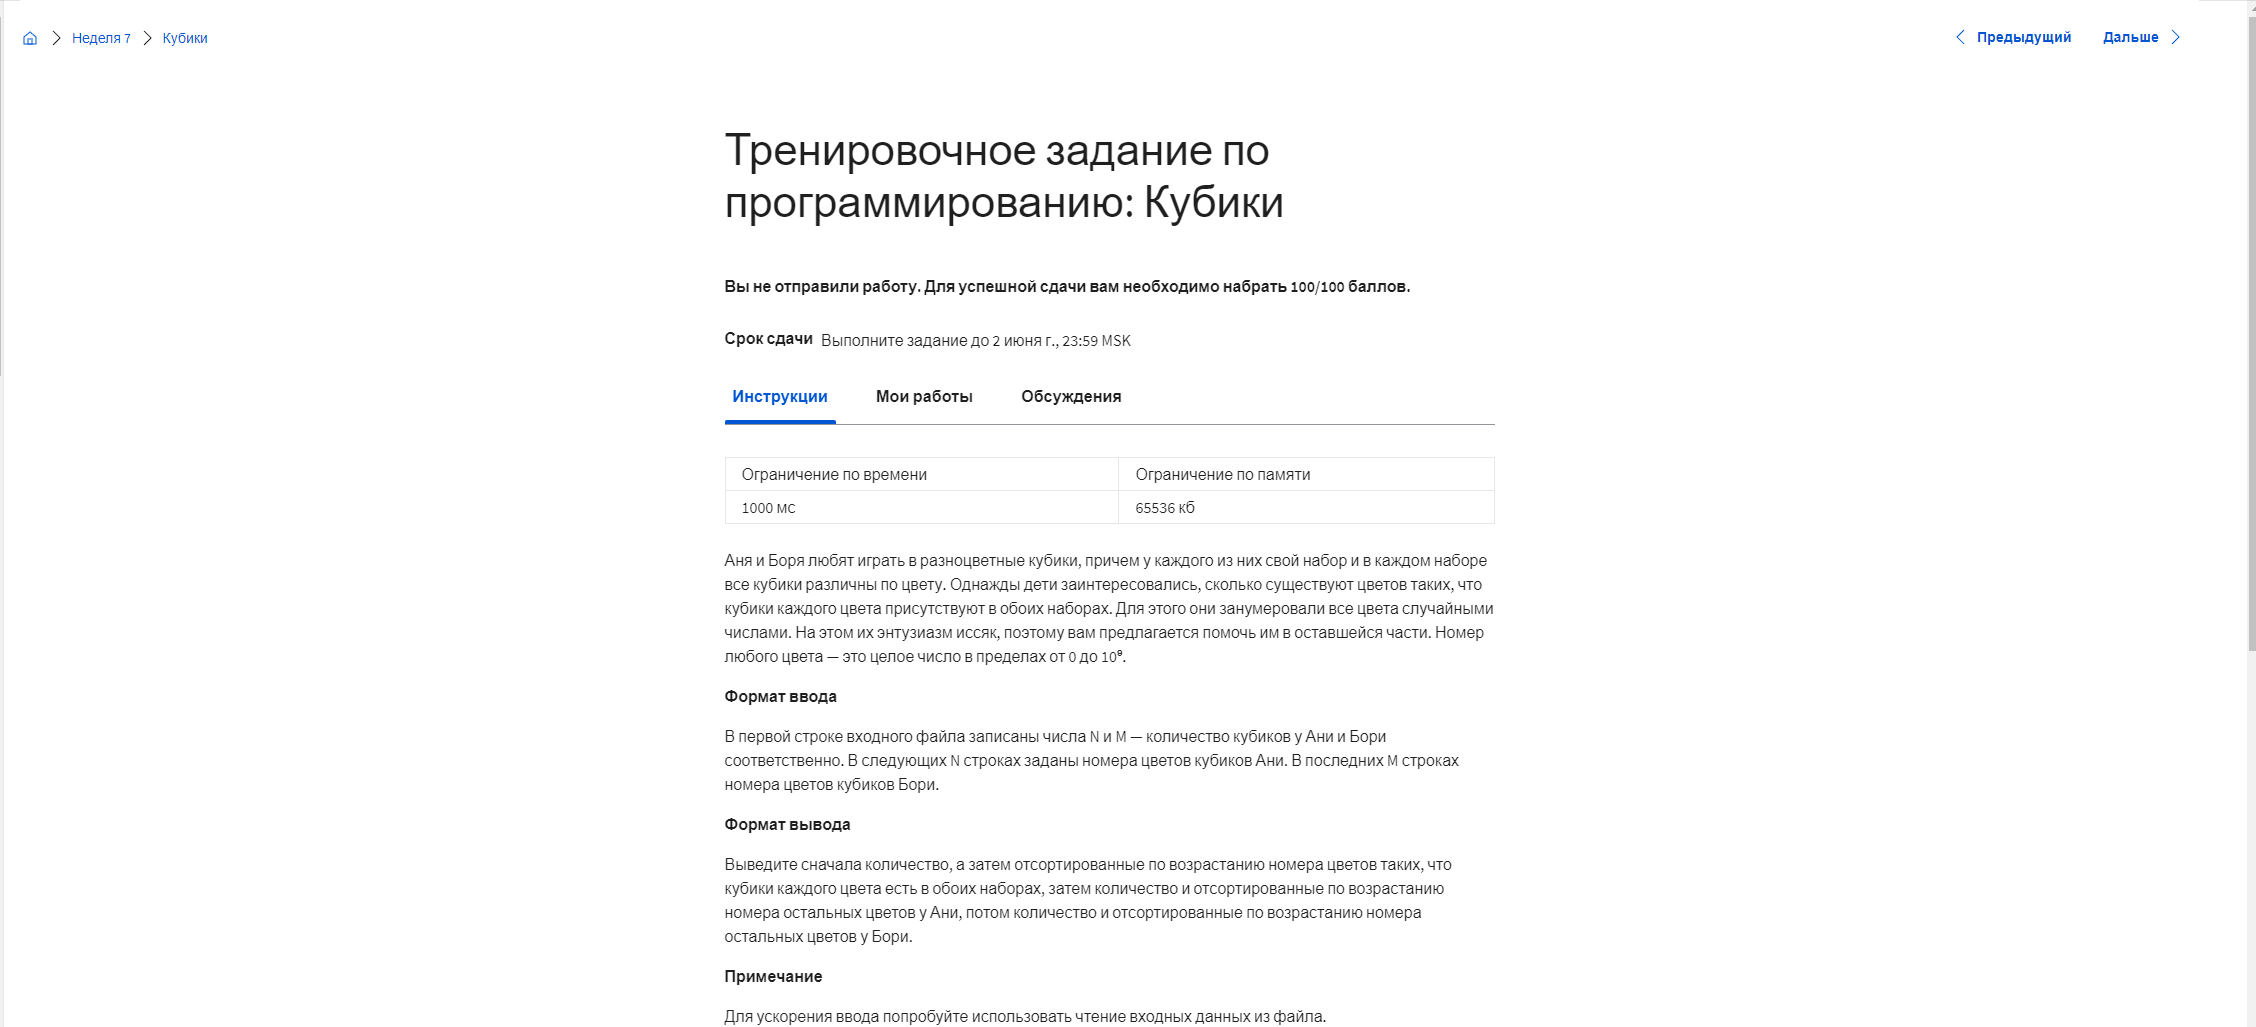 Неделя 7 Кубики Предыдущий Дальше
Тренировочное задание по
программированию: Кубики
Вы не отправили работу. Для успешной сдачи вам необходимо набрать 100/100 баллов.
Срок сдачи Выполните задание до 2 июня г., 23:59 MSK
Инструкции Мои работы Обсуждения
Ограничение по времени Ограничение по памяти
1000 мс 65536 кб
Аня и Боря любят играть в разноцветные кубики, причем у каждого из них свой набор и в каждом наборе
все кубики различны по цвету. Однажды дети заинтересовались, сколько существуют цветов таких, что
кубики каждого цвета присутствуют в обоих наборах. Для этого они занумеровали все цвета случайными
числами. На этом их энтузиазм иссяк, поэтому вам предлагается помочь им в оставшейся части. Номер
любого цвета — это целое число в пределах от 0 до 10⁹.
Формат ввода
В первой строке входного файла записаны числа N и M — количество кубиков у Ани и Бори
соответственно. В следующих N строках заданы номера цветов кубиков Ани. В последних M строках
номера цветов кубиков Бори.
Формат вывода
Выведите сначала количество, а затем отсортированные по возрастанию номера цветов таких, что
кубики каждого цвета есть в обоих наборах, затем количество и отсортированные по возрастанию
номера остальных цветов у Ани, потом количество и отсортированные по возрастанию номера
остальных цветов у Бори.
Примечание
Для ускорения ввода попробуйте использовать чтение входных данных из файла.